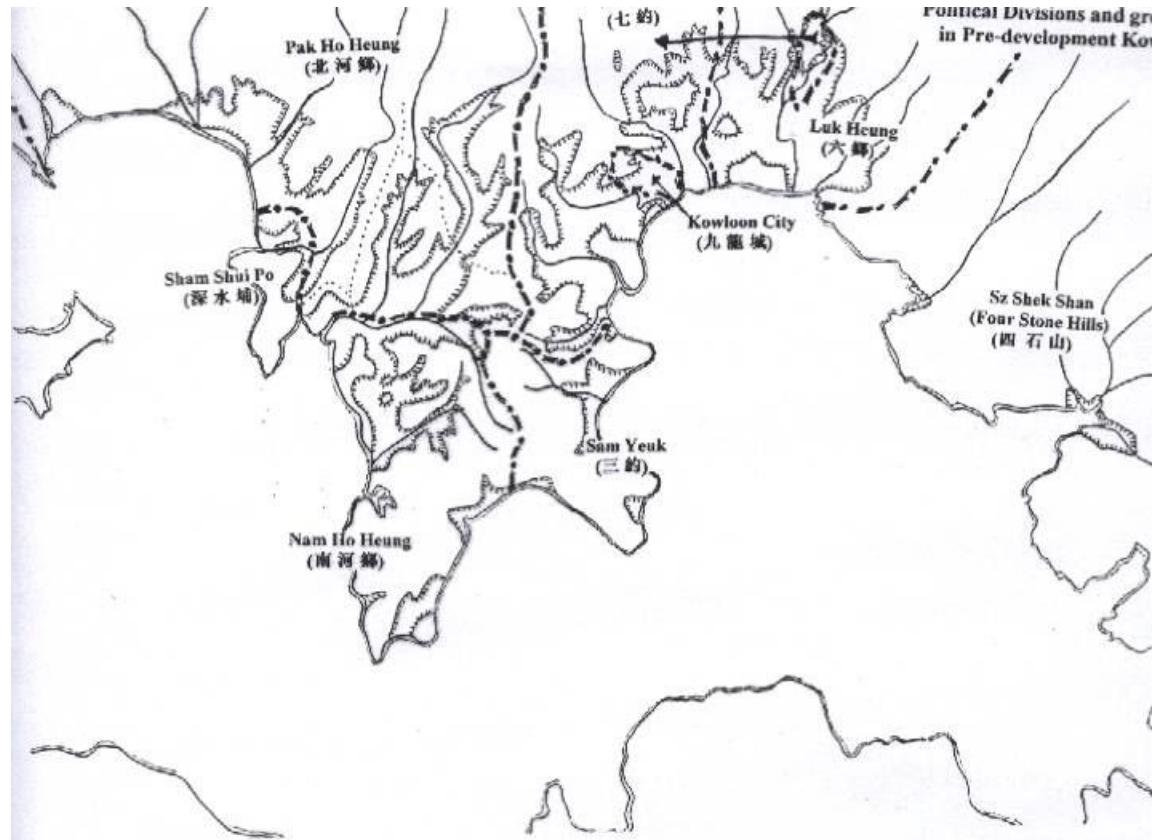 (七約)
Political Divisions and gr
in Pre-development Kow
Pak Ho Heung
(北河鄉)
Luk Heung
(六鄉)
Kowloon City
(九龍城)
Sham Shui Po
(深水埔)
Sz Shek Shan
(Four Stone Hills)
(四石山)
Sam Yeuk
(三約)
Nam Ho Heung
(南河鄉)